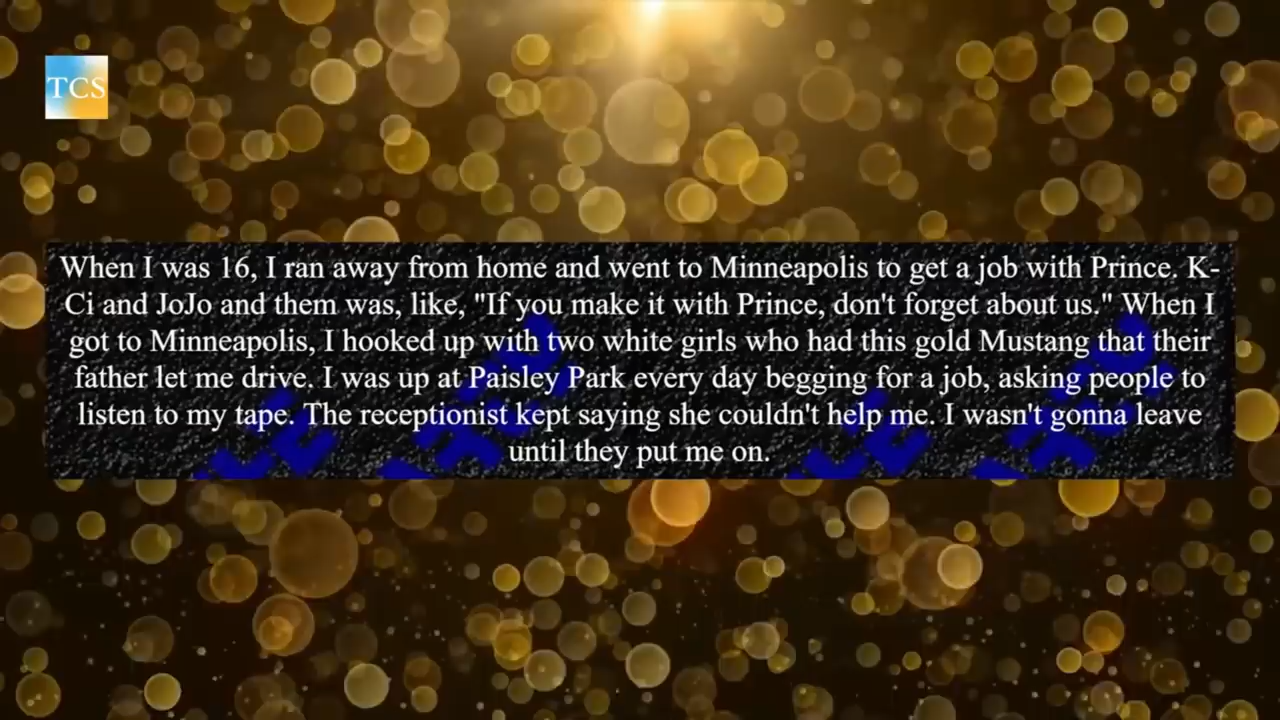 TCS
When I was 16, I ran away from home and went to Minneapolis to get a job with Prince. K-
Ci and JoJo and them was, like, "If you make it with Prince, don't forget about us." When I
got to Minneapolis, I hooked up with two white girls who had this gold Mustang that their
father let me drive. I was up at Paisley Park every day begging for a job, asking people to
listen to my tape. The receptionist kept saying she couldn't help me. I wasn't gonna leave
until they put me on.